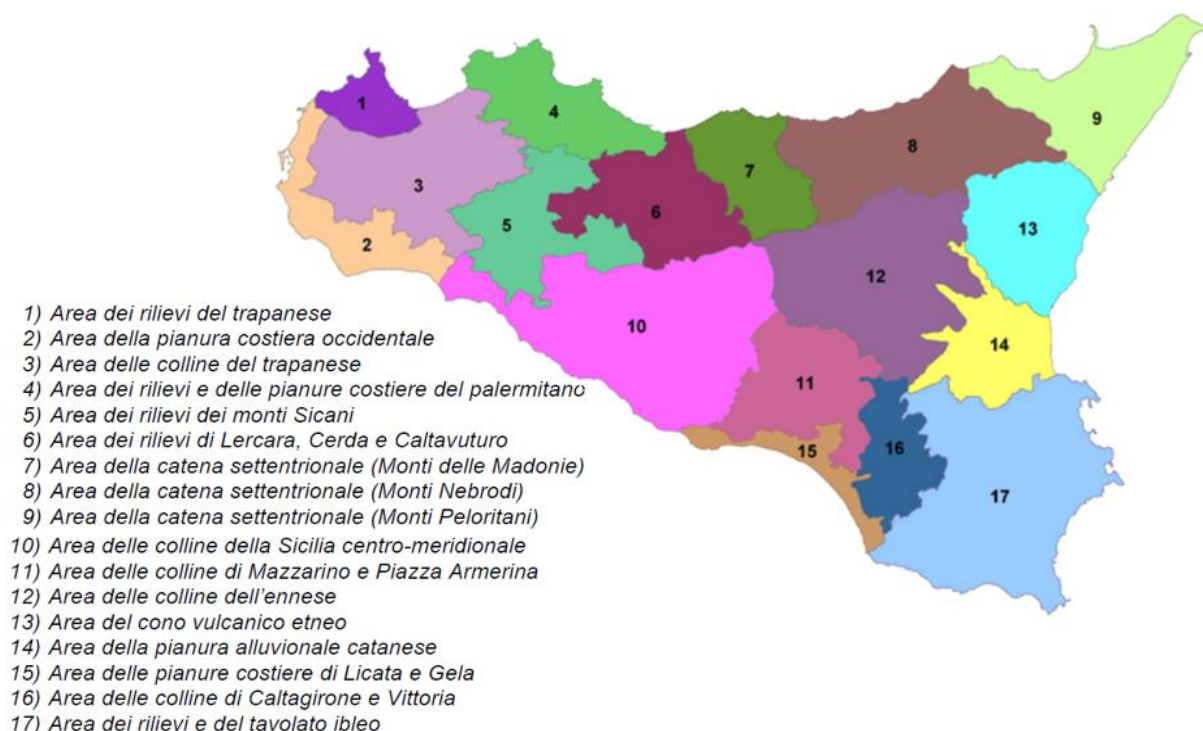 1
2
3
4
5
6
7
8
9
10
11
12
13
14
15
16
17
1) Area dei rilievi del trapanese
2) Area della pianura costiera occidentale
3) Area delle colline del trapanese
4) Area dei rilievi e delle pianure costiere del palermitano
5) Area dei rilievi dei monti Sicani
6) Area dei rilievi di Lercara, Cerda e Caltavuturo
7) Area della catena settentrionale (Monti delle Madonie)
8) Area della catena settentrionale (Monti Nebrodi)
9) Area della catena settentrionale (Monti Peloritani)
10) Area delle colline della Sicilia centro-meridionale
11) Area delle colline di Mazzarino e Piazza Armerina
12) Area delle colline dell'ennese
13) Area del cono vulcanico etneo
14) Area della pianura alluvionale catanese
15) Area delle pianure costiere di Licata e Gela
16) Area delle colline di Caltagirone e Vittoria
17) Area dei rilievi e del tavolato ibleo